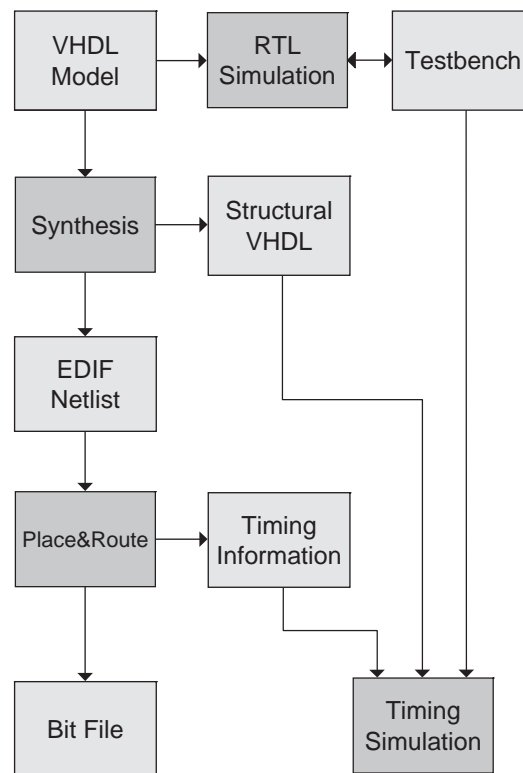 VHDL
Model
RTL
Simulation
Testbench
Synthesis
Structural
VHDL
EDIF
Netlist
Place&Route
Timing
Information
Bit File
Timing
Simulation